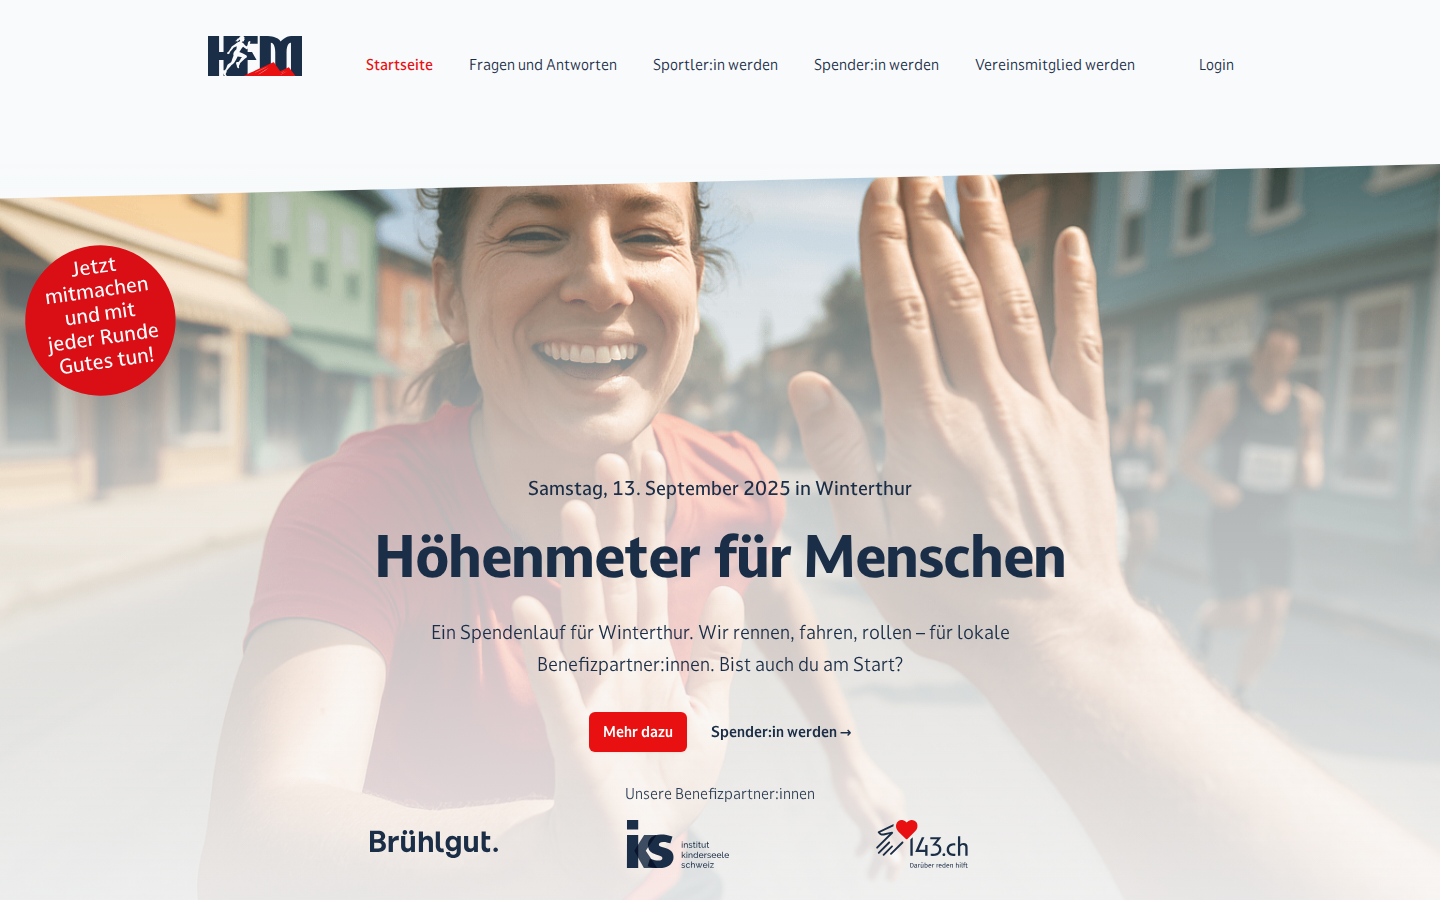 HFM
Startseite
Fragen und Antworten
Sportler:in werden
Spender:in werden
Vereinsmitglied werden
Login
Jetzt
mitmachen
und mit
jeder Runde
Gutes tun!
Samstag, 13. September 2025 in Winterthur
Höhenmeter für Menschen
Ein Spendenlauf für Winterthur. Wir rennen, fahren, rollen – für lokale
Benefizpartner:innen. Bist auch du am Start?
Mehr dazu
Spender:in werden →
Unsere Benefizpartner:innen
Brühlgut.
iks
institut
kinderseele
schweiz
143.ch
Darüber reden hilft